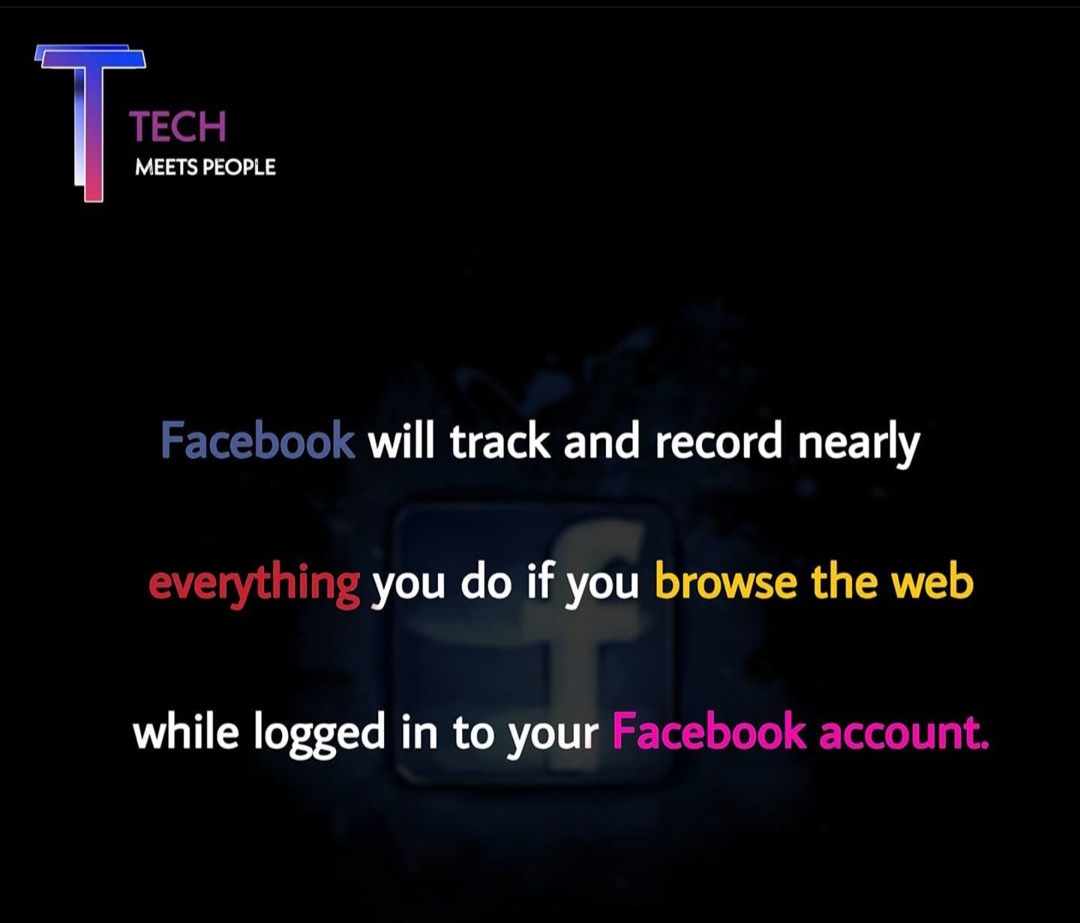 T
TECH
MEETS PEOPLE
Facebook will track and record nearly
everything you do if you browse the web
while logged in to your Facebook account.
f